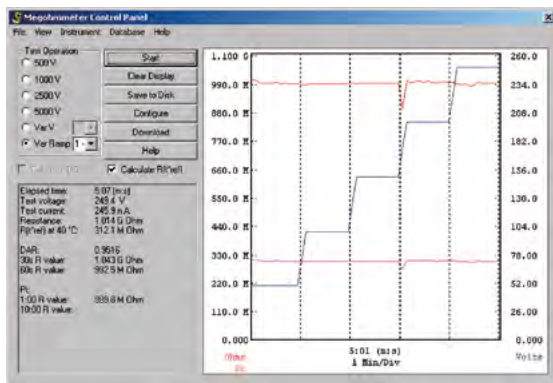 Megohmmeter Control Panel
File View Instrument Database Help
Test Operation
500 V
1000 V
2500 V
5000 V
Var V
Var Ramp 1 -
Start
Clear Display
Save to Disk
Configure
Download
Help
Calculate R(t°ref)
Elapsed time: 5:07 [m:s]
Test voltage: 249.4 V
Test current: 245.9 nA
Resistance: 1.014 G Ohm
R(t°ref) at 40 °C: 312.1 M Ohm
DAR: 0.9516
30s R value: 1.043 G Ohm
60s R value: 992.5 M Ohm
PI:
1:00 R value: M Ohm
10:00 R value:
1.100 G
990.0 M
880.0 M
770.0 M
660.0 M
550.0 M
440.0 M
330.0 M
220.0 M
110.0 M
0.000
260.0
234.0
208.0
182.0
156.0
130.0
104.0
78.00
52.00
26.00
0.000
5:01 (m:s)
1 Min/Div
Volts